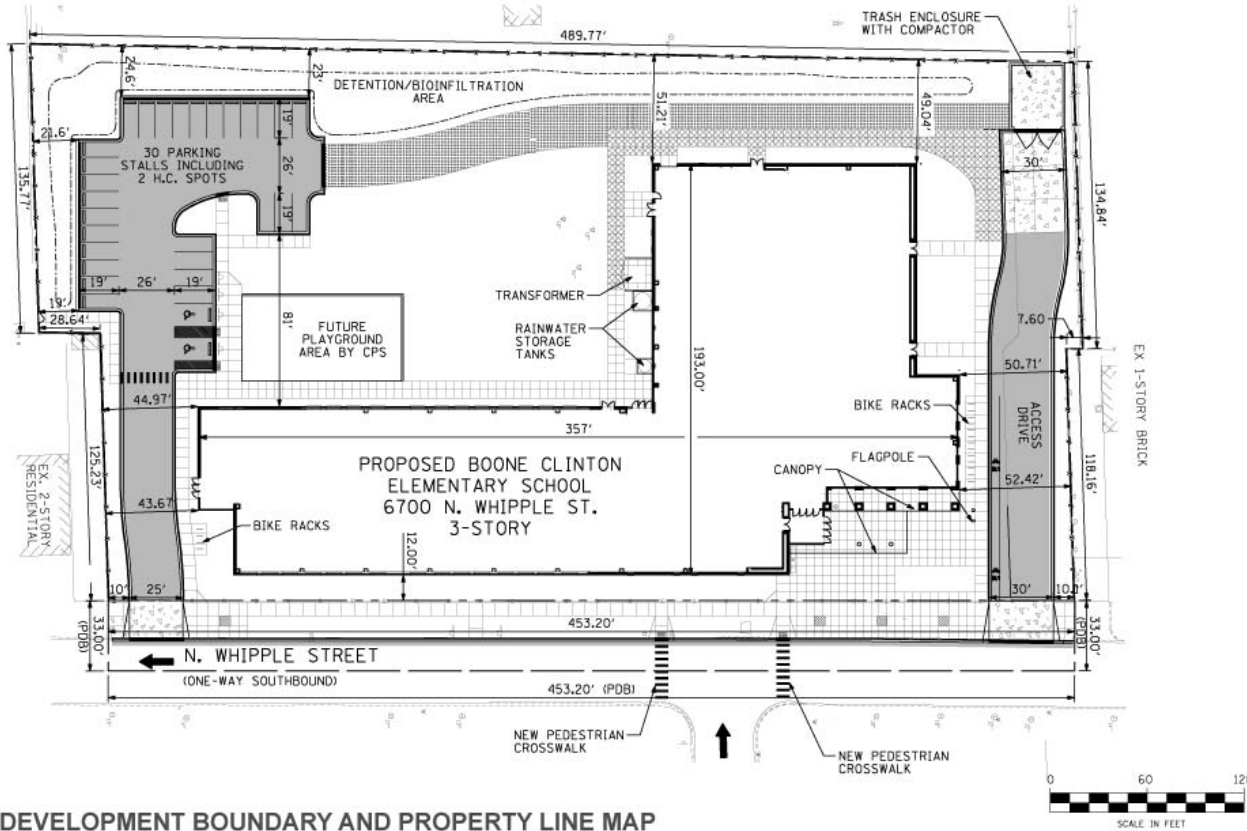 TRASH ENCLOSURE
WITH COMPACTOR
489.77'
24.6'
23'
DETENTION/BIOINFILTRATION
AREA
51.21'
49.04'
21.6'
19'
135.77'
30 PARKING
STALLS INCLUDING
2 H.C. SPOTS
26'
30'
134.84'
19'
19'
26'
19'
TRANSFORMER
19'
28.64'
81'
FUTURE
PLAYGROUND
AREA BY CPS
RAINWATER
STORAGE
TANKS
193.00'
7.60
50.71'
EX 1-STORY BRICK
44.97'
BIKE RACKS
ACCESS
DRIVE
357'
125.23'
PROPOSED BOONE CLINTON
ELEMENTARY SCHOOL
6700 N. WHIPPLE ST.
3-STORY
CANOPY
FLAGPOLE
118.16'
EX. 2-STORY
RESIDENTIAL
43.67'
52.42'
BIKE RACKS
12.00'
10'
25'
30'
33.00'
(PDB)
453.20'
33.00'
(PDB)
N. WHIPPLE STREET
(ONE-WAY SOUTHBOUND)
453.20' (PDB)
NEW PEDESTRIAN
CROSSWALK
NEW PEDESTRIAN
CROSSWALK
0 60
SCALE IN FEET
DEVELOPMENT BOUNDARY AND PROPERTY LINE MAP